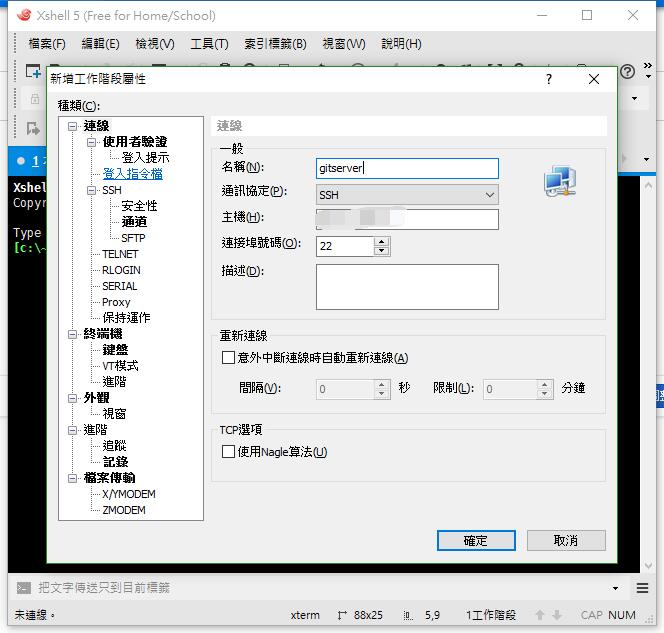 Xshell 5 (Free for Home/School)
檔案(F) 編輯(E) 檢視(V) 工具(T) 索引標籤(B) 視窗(W) 說明(H)
新增工作階段屬性
種類(C):
連線
使用者驗證
登入提示
登入指令檔
SSH
安全性
通道
SFTP
TELNET
RLOGIN
SERIAL
Proxy
保持運作
終端機
鍵盤
VT模式
進階
外觀
視窗
進階
追蹤
記錄
檔案傳輸
X/YMODEM
ZMODEM
連線
一般
名稱(N): gitserver
通訊協定(P): SSH
主機(H):
連接埠號碼(O): 22
描述(D):
重新連線
意外中斷連線時自動重新連線(A)
間隔(V): 0 秒 限制(L): 0 分鐘
TCP選項
使用Nagle算法(U)
確定 取消
1
Xshel
Copyr
Type
[c:\~
把文字傳送只到目前標籤
未連線。 xterm 88x25 5,9 1工作階段 CAP NUM